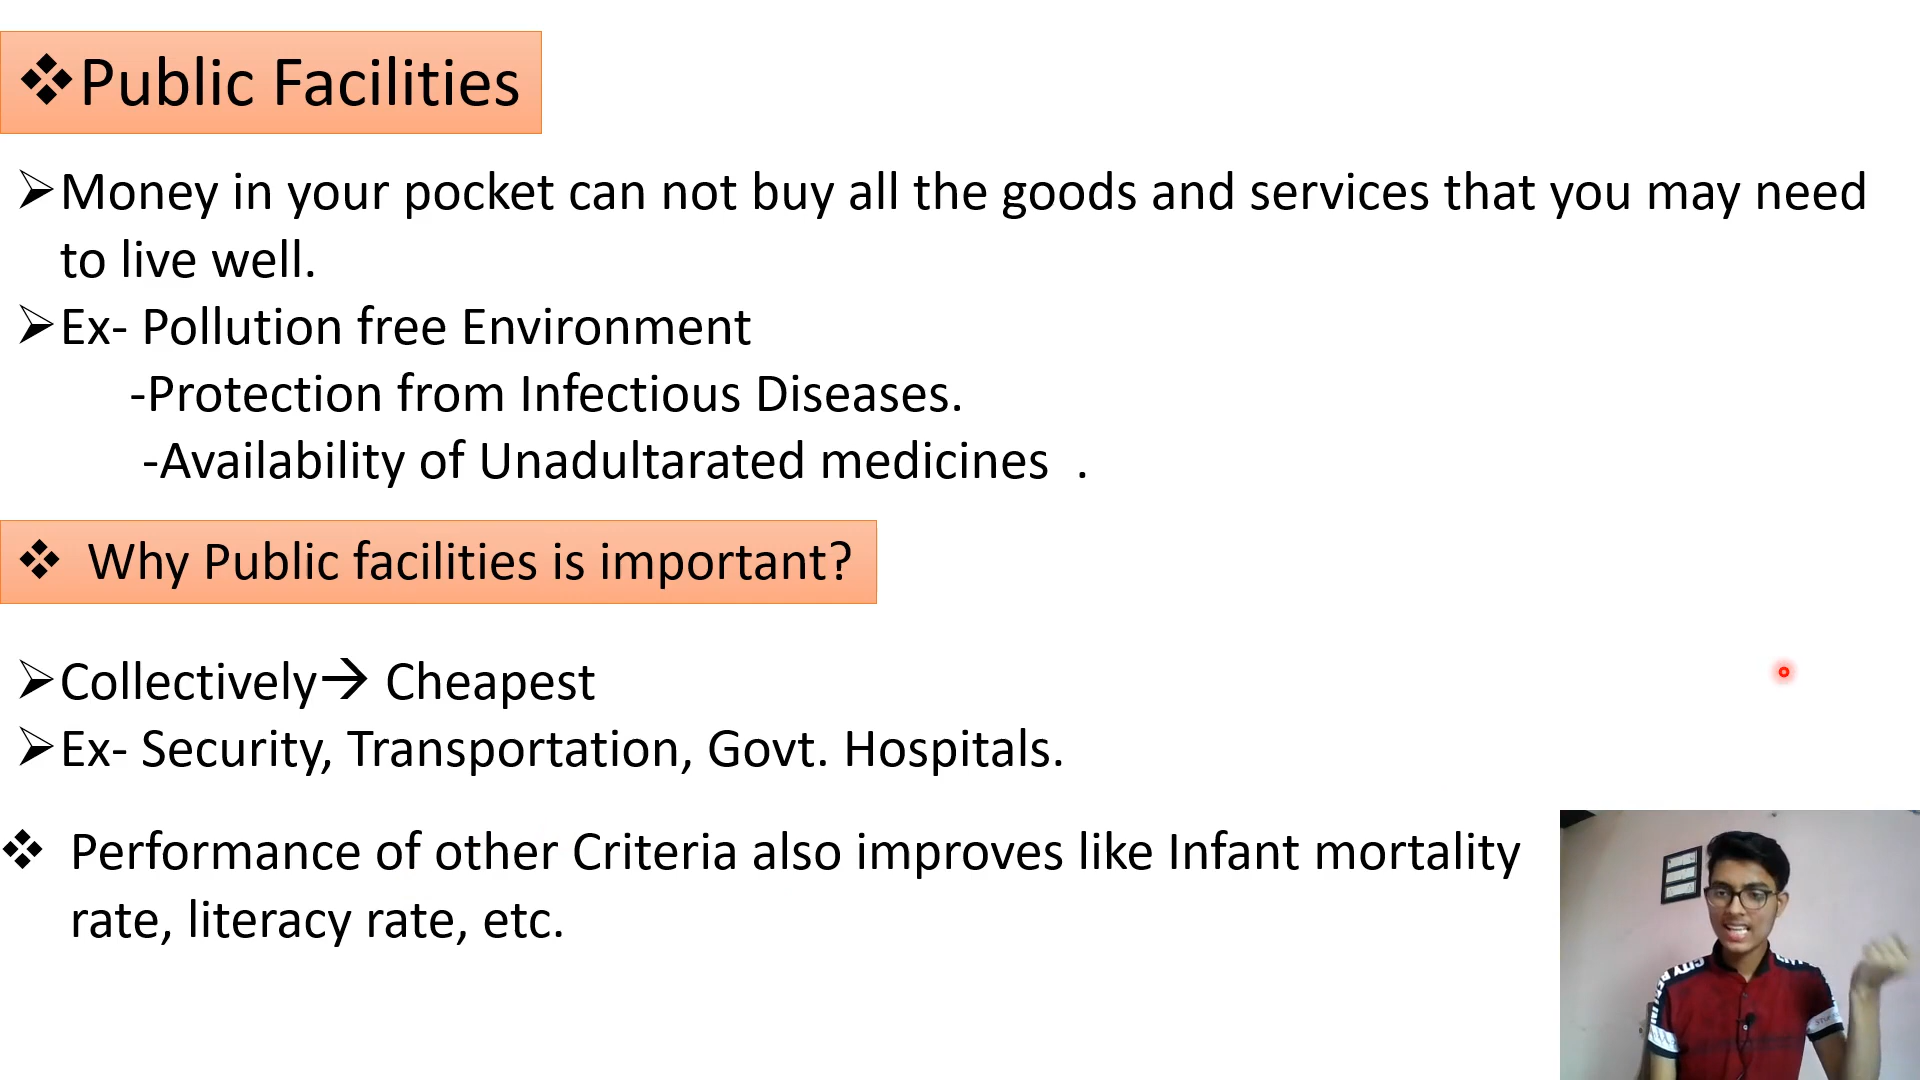 ❖Public Facilities
➢Money in your pocket can not buy all the goods and services that you may need
to live well.
➢Ex- Pollution free Environment
-Protection from Infectious Diseases.
-Availability of Unadultarated medicines .
❖ Why Public facilities is important?
➢Collectively→ Cheapest
➢Ex- Security, Transportation, Govt. Hospitals.
❖ Performance of other Criteria also improves like Infant mortality
rate, literacy rate, etc.